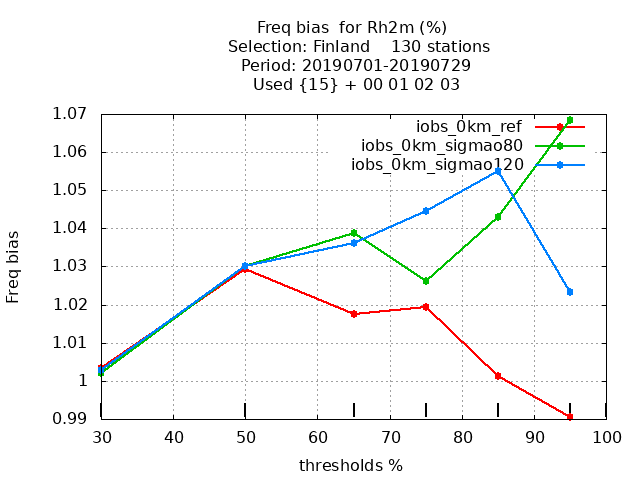 Freq bias  for Rh2m (%)
Selection: Finland    130 stations
Period: 20190701-20190729
Used {15} + 00 01 02 03
1.07
1.06
1.05
1.04
1.03
1.02
1.01
1
0.99
Freq bias
iobs_0km_ref
iobs_0km_sigmao80
iobs_0km_sigmao120
30 40 50 60 70 80 90 100
thresholds %